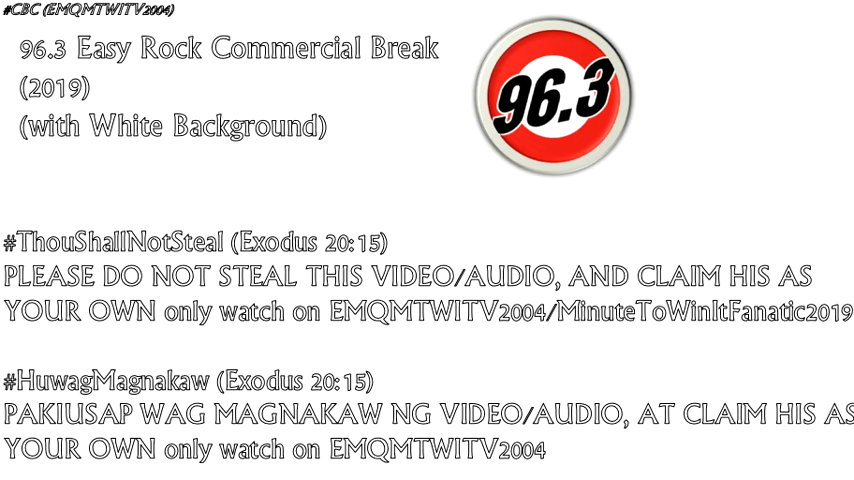 #CBC (EMQMTWITV2004)
96.3 Easy Rock Commercial Break
(2019)
(with White Background)
96.3
#ThouShallNotSteal (Exodus 20:15)
PLEASE DO NOT STEAL THIS VIDEO/AUDIO, AND CLAIM HIS AS
YOUR OWN only watch on EMQMTWITV2004/MinuteToWinItFanatic2019
#HuwagMagnakaw (Exodus 20:15)
PAKIUSAP WAG MAGNAKAW NG VIDEO/AUDIO, AT CLAIM HIS AS
YOUR OWN only watch on EMQMTWITV2004